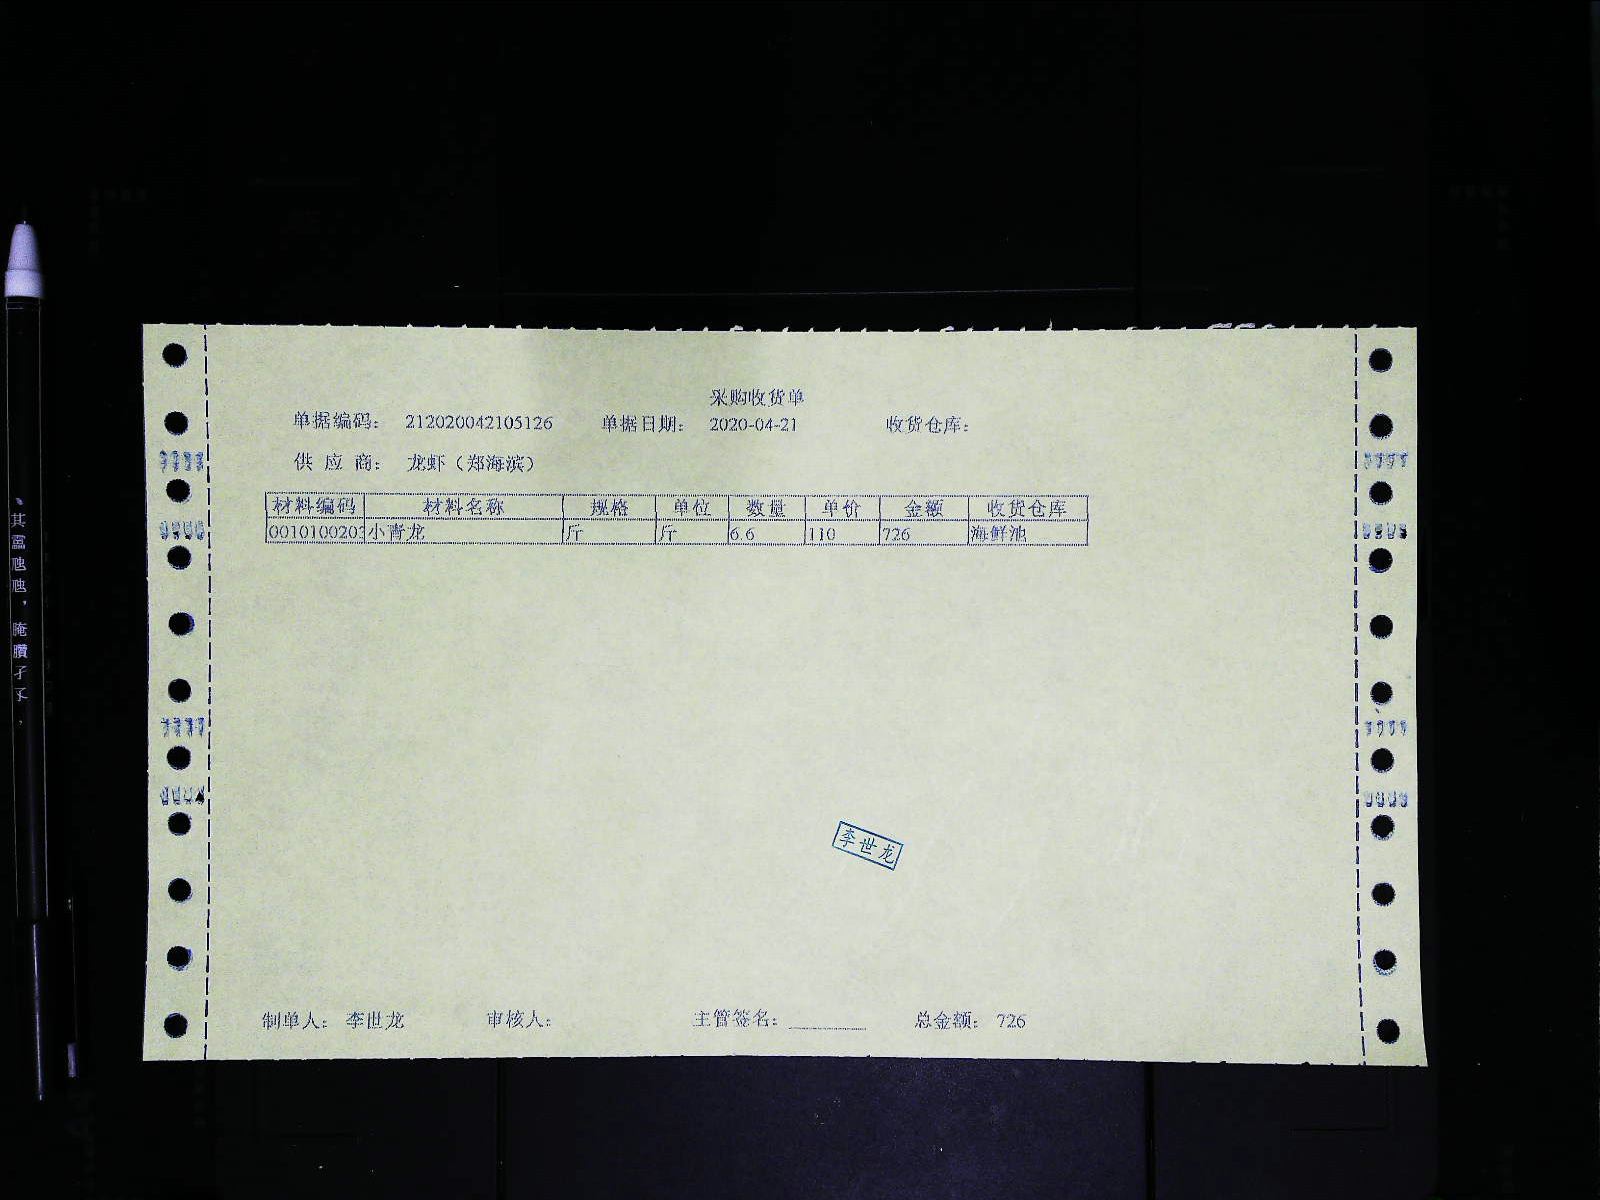 采购收货单
单据编码： 212020042105126 单据日期： 2020-04-21 收货仓库：
供 应 商： 龙虾（郑海滨）
材料编码 材料名称 规格 单位 数量 单价 金额 收货仓库
0010100203 小青龙 斤 斤 6.6 110 726 海鲜池
李世龙
制单人： 李世龙 审核人： 主管签名： ________ 总金额： 726